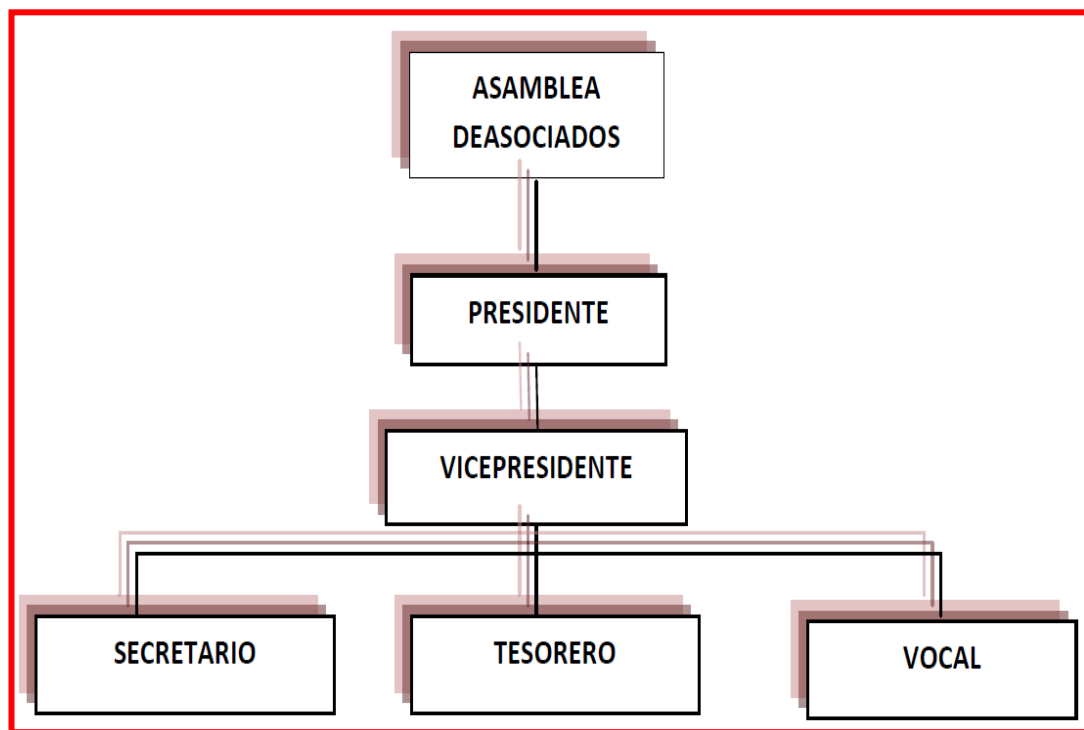 ASAMBLEA
DEASOCIADOS
PRESIDENTE
VICEPRESIDENTE
SECRETARIO
TESORERO
VOCAL